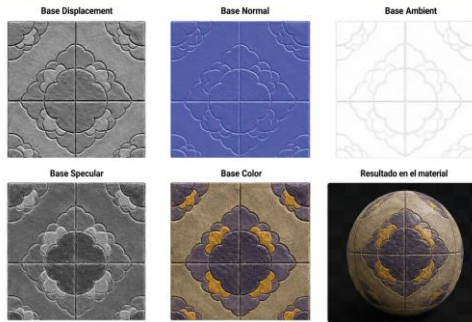 Base Displacement
Base Normal
Base Ambient
Base Specular
Base Color
Resultado en el material